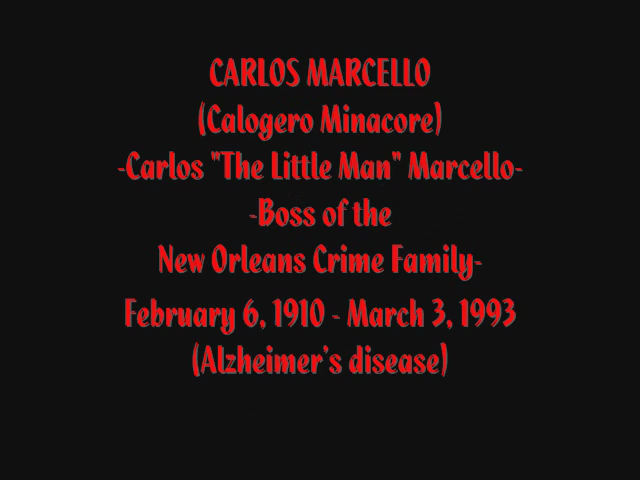 CARLOS MARCELLO
(Calogero Minacore)
-Carlos "The Little Man" Marcello-
-Boss of the
New Orleans Crime Family-
February 6, 1910 - March 3, 1993
(Alzheimer's disease)